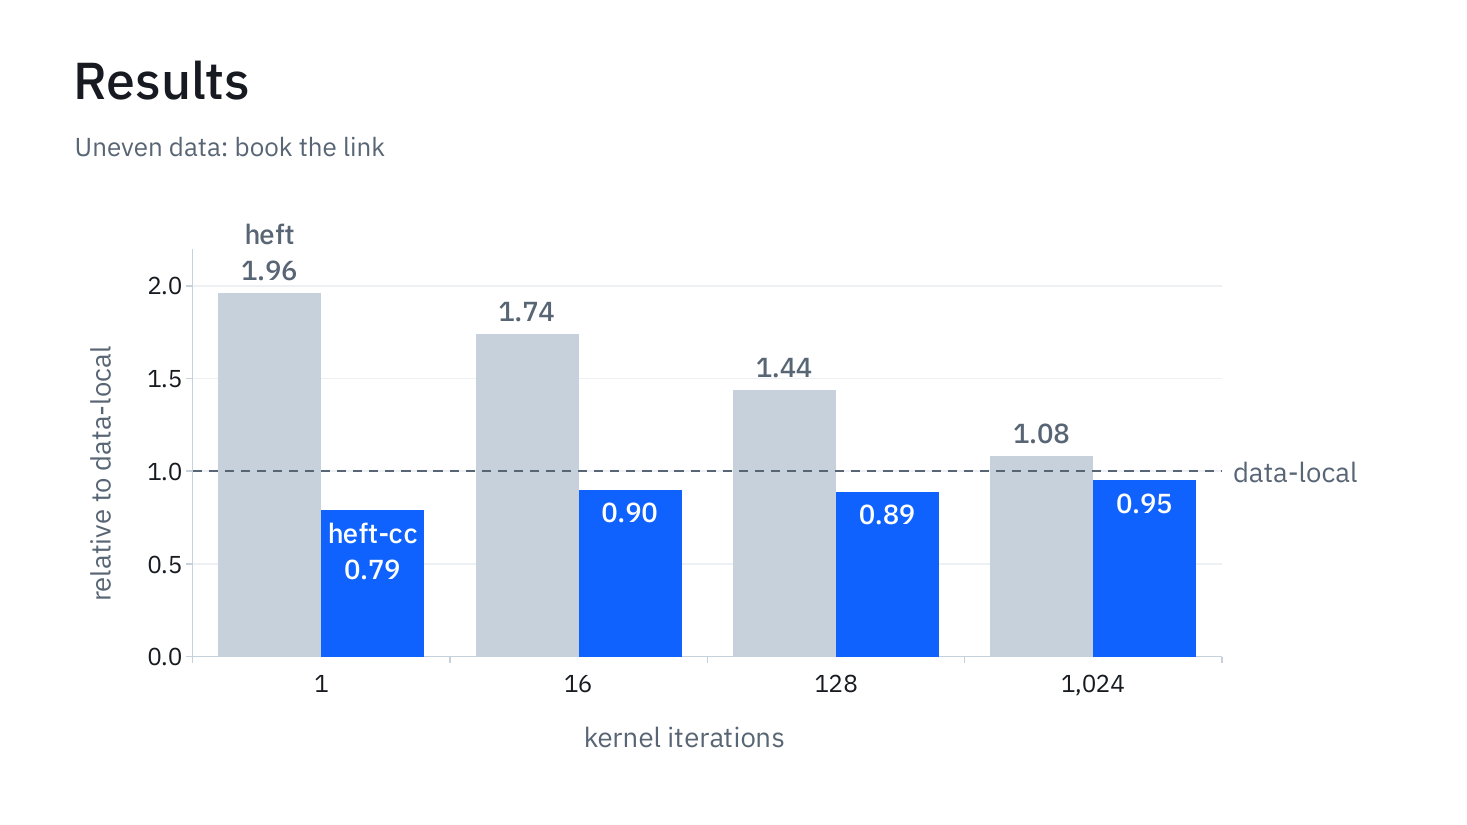 Results
Uneven data: book the link
heft
1.96
1.74
1.44
1.08
heft-cc
0.79
0.90
0.89
0.95
data-local
relative to data-local
2.0
1.5
1.0
0.5
0.0
1
16
128
1,024
kernel iterations